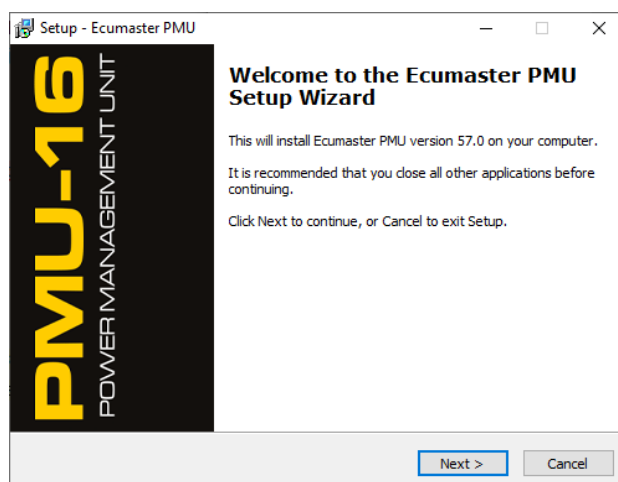 Setup - Ecumaster PMU
PMU-16
POWER MANAGEMENT UNIT
Welcome to the Ecumaster PMU
Setup Wizard
This will install Ecumaster PMU version 57.0 on your computer.
It is recommended that you close all other applications before
continuing.
Click Next to continue, or Cancel to exit Setup.
Next >
Cancel